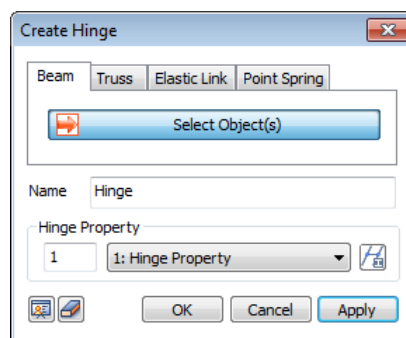 Create Hinge
Beam Truss Elastic Link Point Spring
Select Object(s)
Name Hinge
Hinge Property
1 1: Hinge Property
OK Cancel Apply